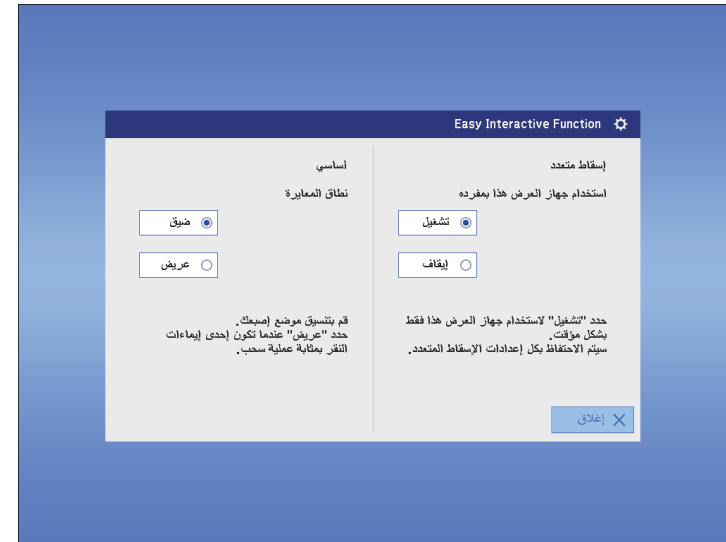 Easy Interactive Function
إسقاط متعدد
استخدام جهاز العرض هذا بمفرده
تشغيل
إيقاف
حدد "تشغيل" لاستخدام جهاز العرض هذا فقط
بشكل مؤقت.
سيتم الاحتفاظ بكل إعدادات الإسقاط المتعدد.
أساسي
نطاق المعايرة
ضيق
عريض
قم بتنسيق موضع إصبعك.
حدد "عريض" عندما تكون إحدى إيماءات
النقر بمثابة عملية سحب.
إغلاق